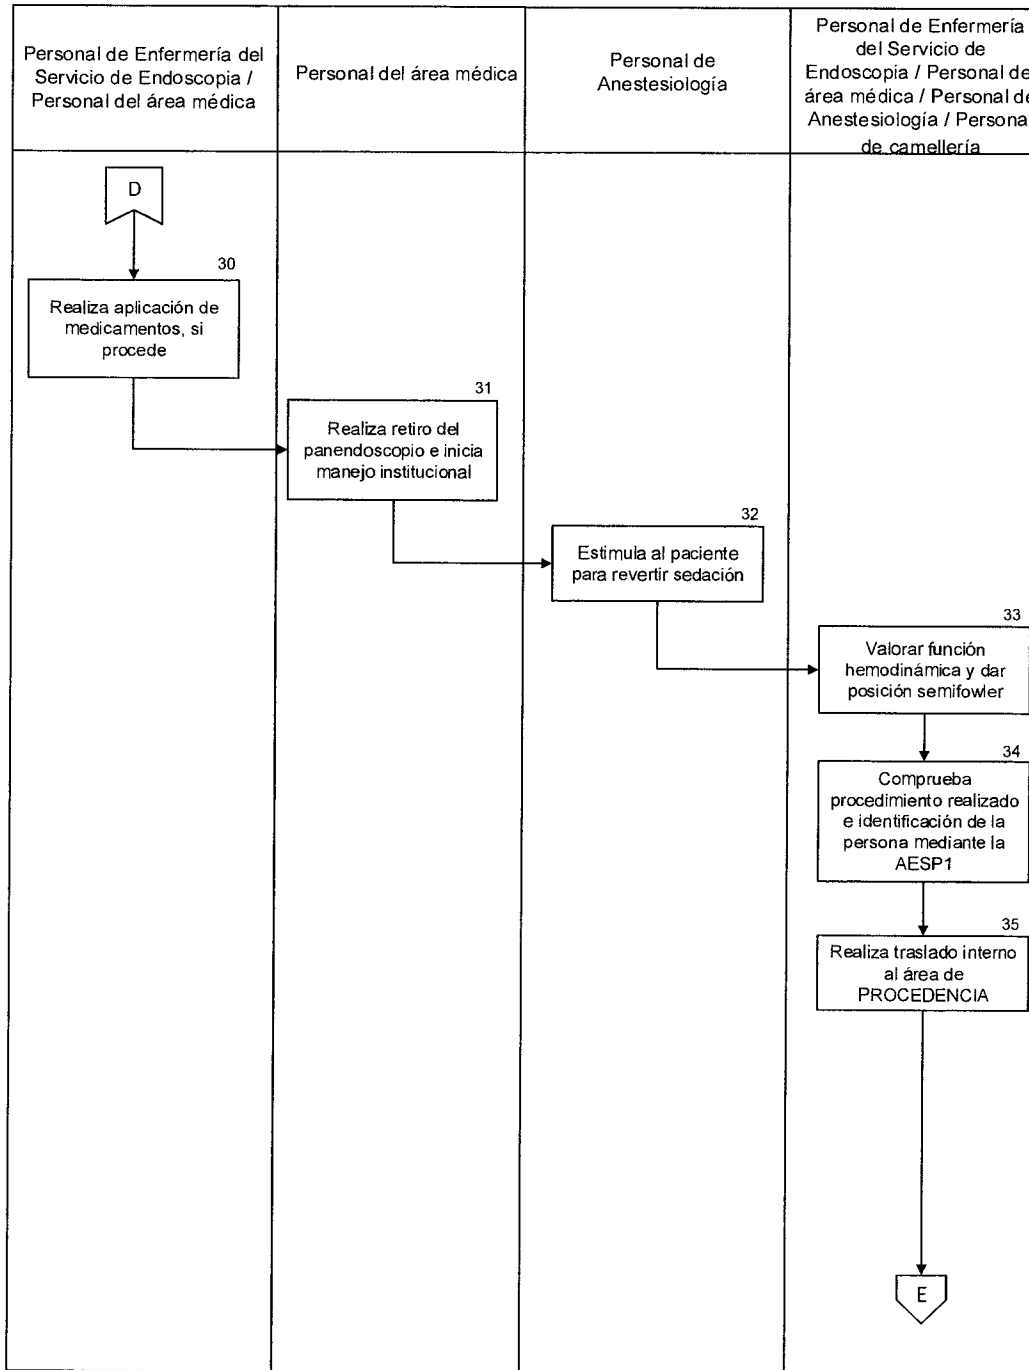 Personal de Enfermería del
Servicio de Endoscopia /
Personal del área médica
Personal del área médica
Personal de
Anestesiología
Personal de Enfermería
del Servicio de
Endoscopia / Personal de
área médica / Personal de
Anestesiología / Persona
de camellería
D
30
Realiza aplicación de
medicamentos, si
procede
31
Realiza retiro del
panendoscopio e inicia
manejo institucional
32
Estimula al paciente
para revertir sedación
33
Valorar función
hemodinámica y dar
posición semifowler
34
Comprueba
procedimiento realizado
e identificación de la
persona mediante la
AESP1
35
Realiza traslado interno
al área de
PROCEDENCIA
E